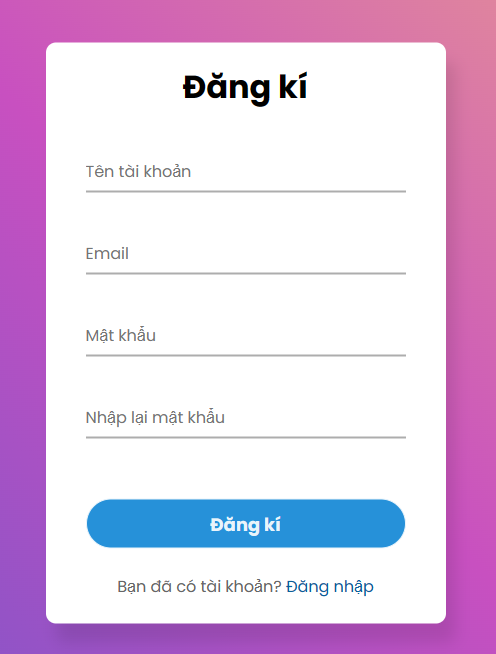 Đăng kí
Tên tài khoản
Email
Mật khẩu
Nhập lại mật khẩu
Đăng kí
Bạn đã có tài khoản? Đăng nhập